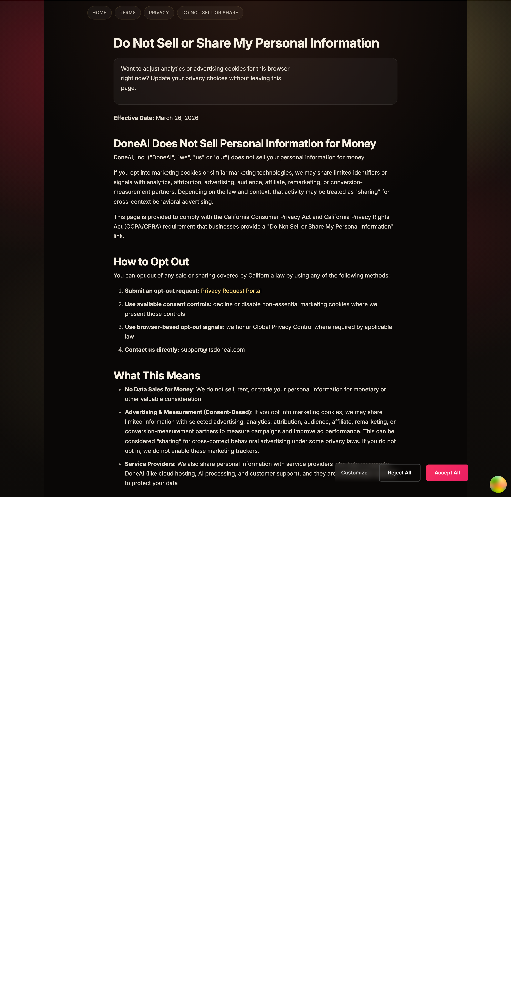 HOME TERMS PRIVACY DO NOT SELL OR SHARE
Do Not Sell or Share My Personal Information
Want to adjust analytics or advertising cookies for this browser
right now? Update your privacy choices without leaving this
page.
Effective Date: March 26, 2026
DoneAI Does Not Sell Personal Information for Money
DoneAI, Inc. ("DoneAI", "we", "us" or "our") does not sell your personal information for money.
If you opt into marketing cookies or similar marketing technologies, we may share limited identifiers or
signals with analytics, attribution, advertising, audience, affiliate, remarketing, or conversion-
measurement partners. Depending on the law and context, that activity may be treated as "sharing" for
cross-context behavioral advertising.
This page is provided to comply with the California Consumer Privacy Act and California Privacy Rights
Act (CCPA/CPRA) requirement that businesses provide a "Do Not Sell or Share My Personal Information"
link.
How to Opt Out
You can opt out of any sale or sharing covered by California law by using any of the following methods:
1. Submit an opt-out request: Privacy Request Portal
2. Use available consent controls: decline or disable non-essential marketing cookies where we
present those controls
3. Use browser-based opt-out signals: we honor Global Privacy Control where required by applicable
law
4. Contact us directly: support@itsdoneai.com
What This Means
• No Data Sales for Money: We do not sell, rent, or trade your personal information for monetary or
other valuable consideration
• Advertising & Measurement (Consent-Based): If you opt into marketing cookies, we may share
limited information with selected advertising, analytics, attribution, audience, affiliate, remarketing, or
conversion-measurement partners to measure campaigns and improve ad performance. This can be
considered “sharing” for cross-context behavioral advertising under some privacy laws. If you do not
opt in, we do not enable these marketing trackers.
• Service Providers: We also share personal information with service providers who help us operate
DoneAI (like cloud hosting, AI processing, and customer support), and they are
to protect your data
Customize Reject All Accept All